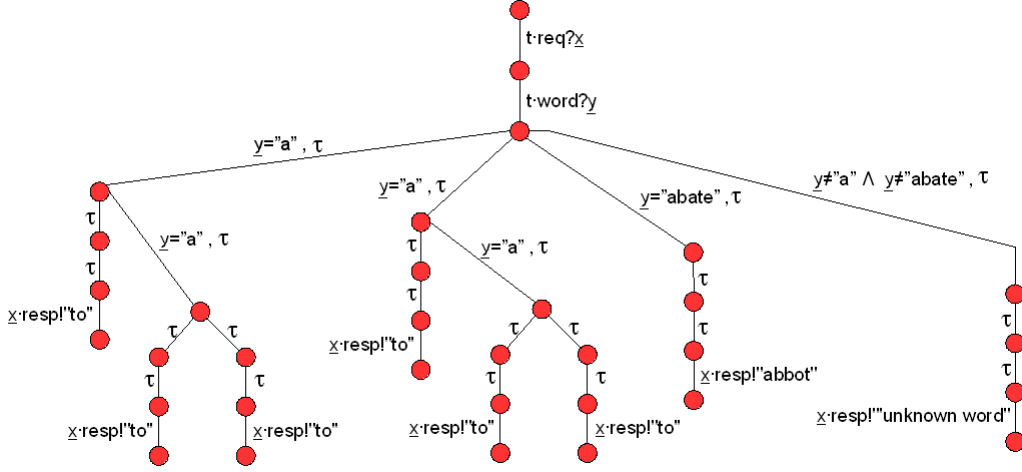 t·req?x
t·word?y
y="a" , τ
y="a" , τ
y="abate", τ
y≠"a" ∧ y≠"abate" , τ
τ
y="a" , τ
τ
y="a" , τ
τ
τ
τ
τ
τ
τ
x·resp!"to"
τ
τ
x·resp!"to"
τ
τ
τ
τ
x·resp!"abbot"
τ
τ
τ
τ
x·resp!"unknown word"
x·resp!"to"
x·resp!"to"
x·resp!"to"
x·resp!"to"